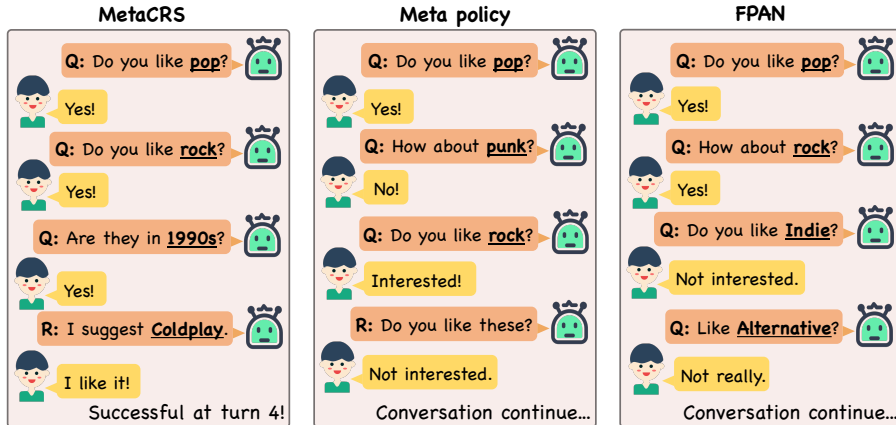 MetaCRS
Q: Do you like pop?
Yes!
Q: Do you like rock?
Yes!
Q: Are they in 1990s?
Yes!
R: I suggest Coldplay.
I like it!
Successful at turn 4!
Meta policy
Q: Do you like pop?
Yes!
Q: How about punk?
No!
Q: Do you like rock?
Interested!
R: Do you like these?
Not interested.
Conversation continue...
FPAN
Q: Do you like pop?
Yes!
Q: How about rock?
Yes!
Q: Do you like Indie?
Not interested.
Q: Like Alternative?
Not really.
Conversation continue...